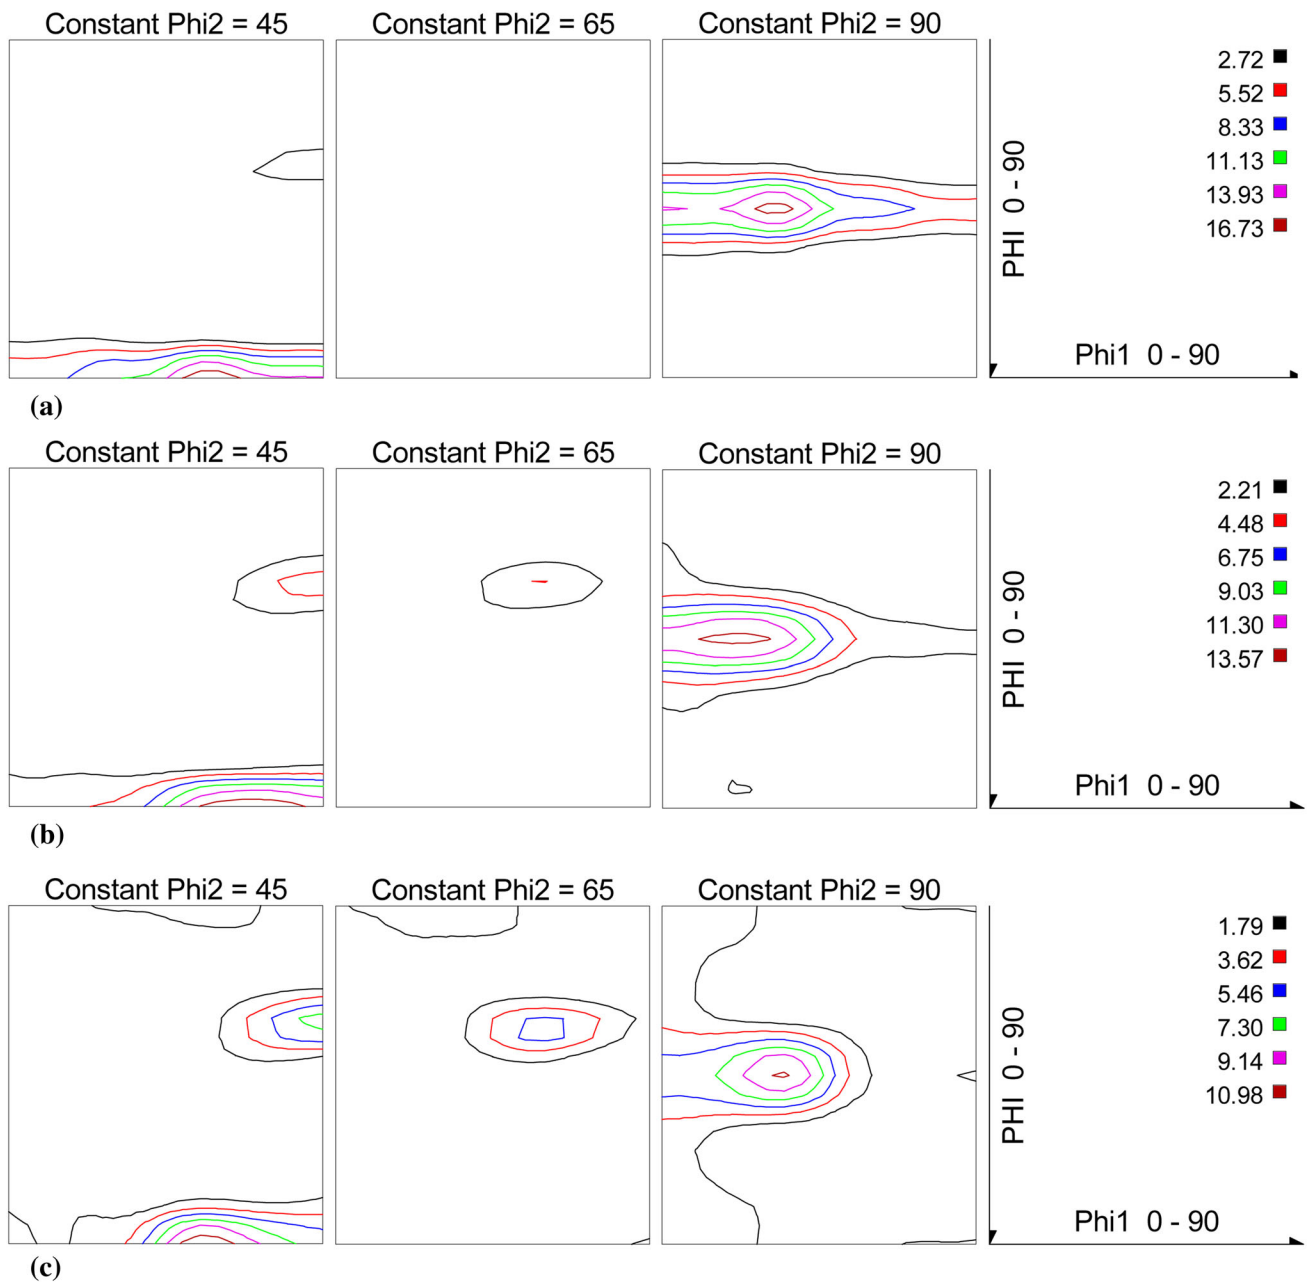 Constant Phi2 = 45 Constant Phi2 = 65 Constant Phi2 = 90
2.72
5.52
8.33
11.13
13.93
16.73
PHI 0 - 90
Phi1 0 - 90
(a)
Constant Phi2 = 45 Constant Phi2 = 65 Constant Phi2 = 90
2.21
4.48
6.75
9.03
11.30
13.57
PHI 0 - 90
Phi1 0 - 90
(b)
Constant Phi2 = 45 Constant Phi2 = 65 Constant Phi2 = 90
1.79
3.62
5.46
7.30
9.14
10.98
PHI 0 - 90
Phi1 0 - 90
(c)